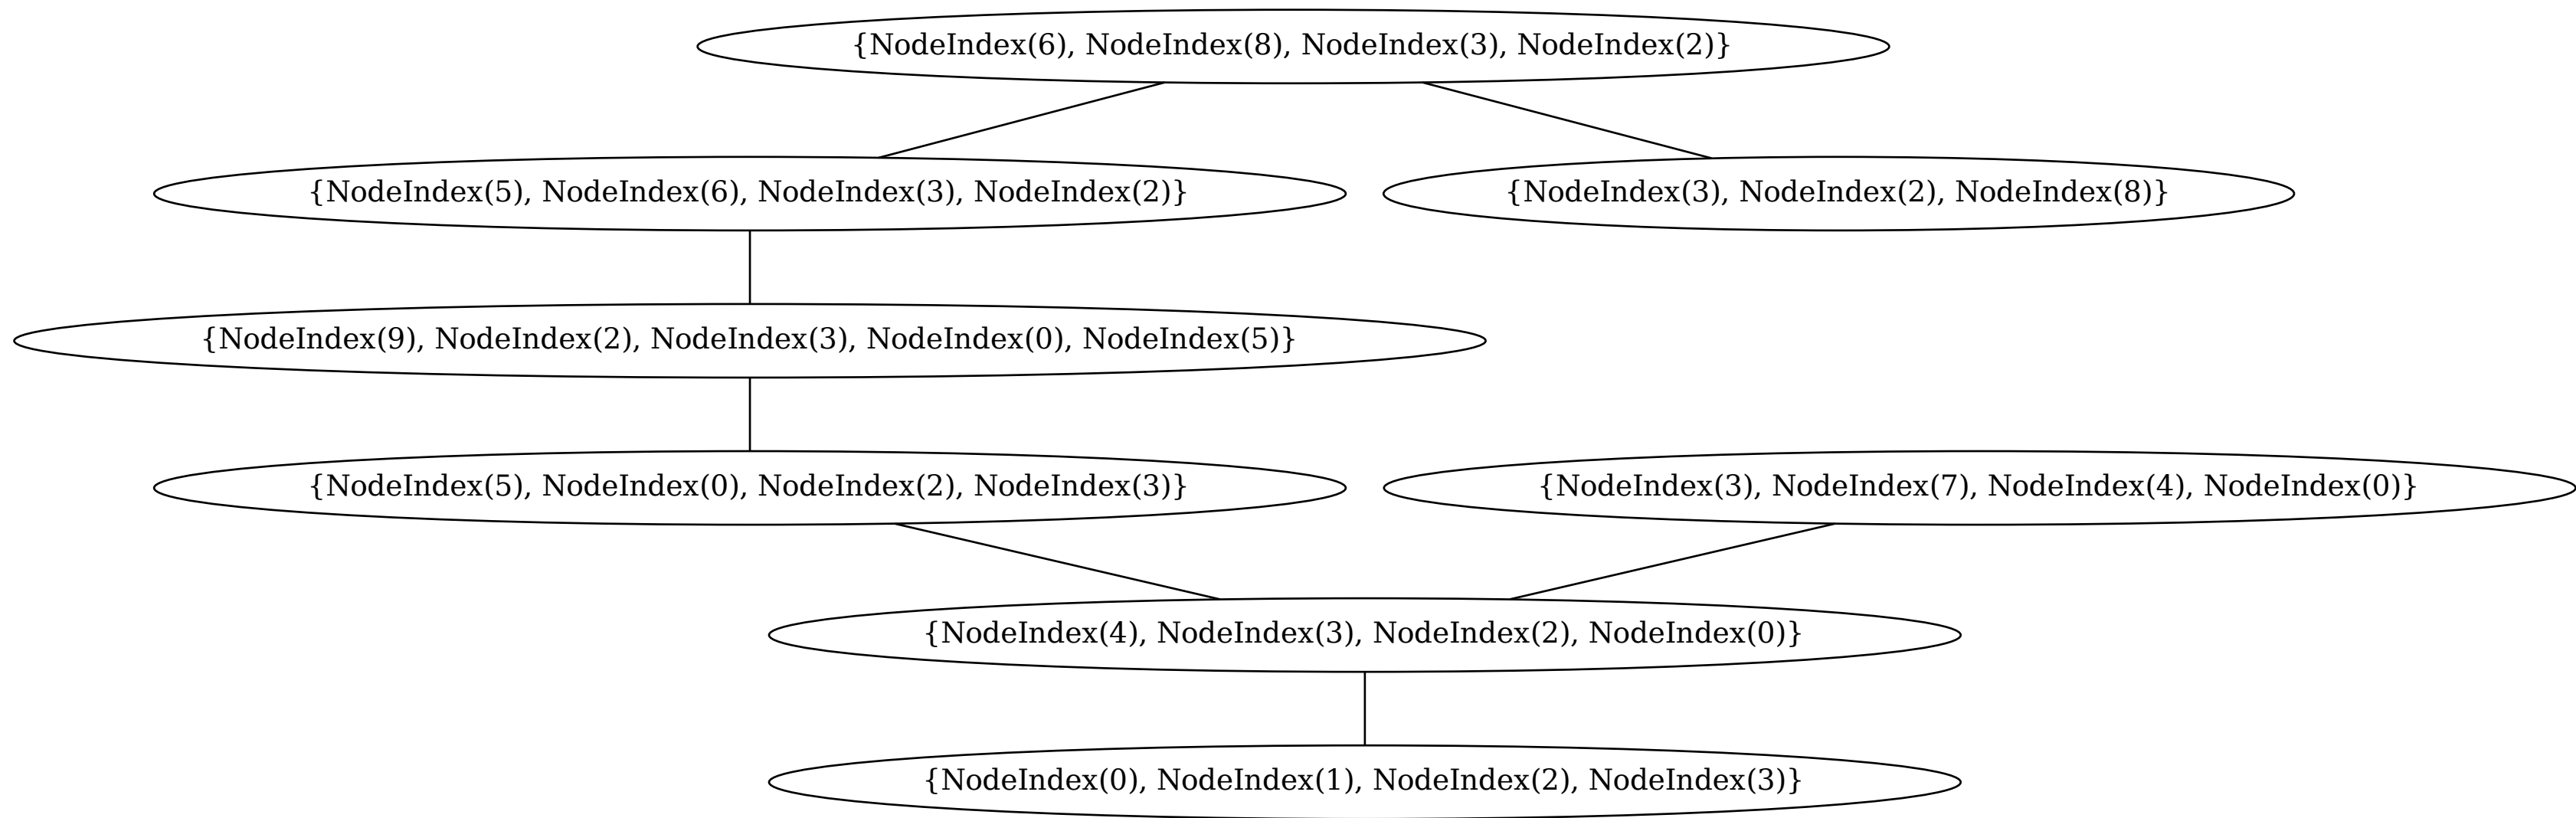 {NodeIndex(6), NodeIndex(8), NodeIndex(3), NodeIndex(2)}
{NodeIndex(5), NodeIndex(6), NodeIndex(3), NodeIndex(2)}
{NodeIndex(3), NodeIndex(2), NodeIndex(8)}
{NodeIndex(9), NodeIndex(2), NodeIndex(3), NodeIndex(0), NodeIndex(5)}
{NodeIndex(5), NodeIndex(0), NodeIndex(2), NodeIndex(3)}
{NodeIndex(3), NodeIndex(7), NodeIndex(4), NodeIndex(0)}
{NodeIndex(4), NodeIndex(3), NodeIndex(2), NodeIndex(0)}
{NodeIndex(0), NodeIndex(1), NodeIndex(2), NodeIndex(3)}